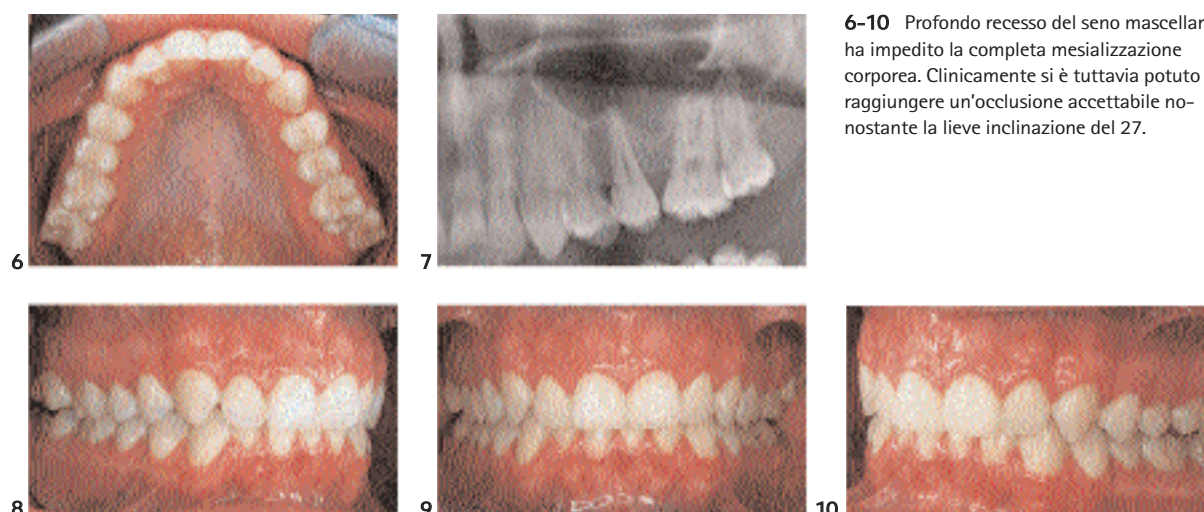 6-10 Profondo recesso del seno mascellar
ha impedito la completa mesializzazione
corporea. Clinicamente si è tuttavia potuto
raggiungere un'occlusione accettabile no-
nostante la lieve inclinazione del 27.
6
7
8
9
10